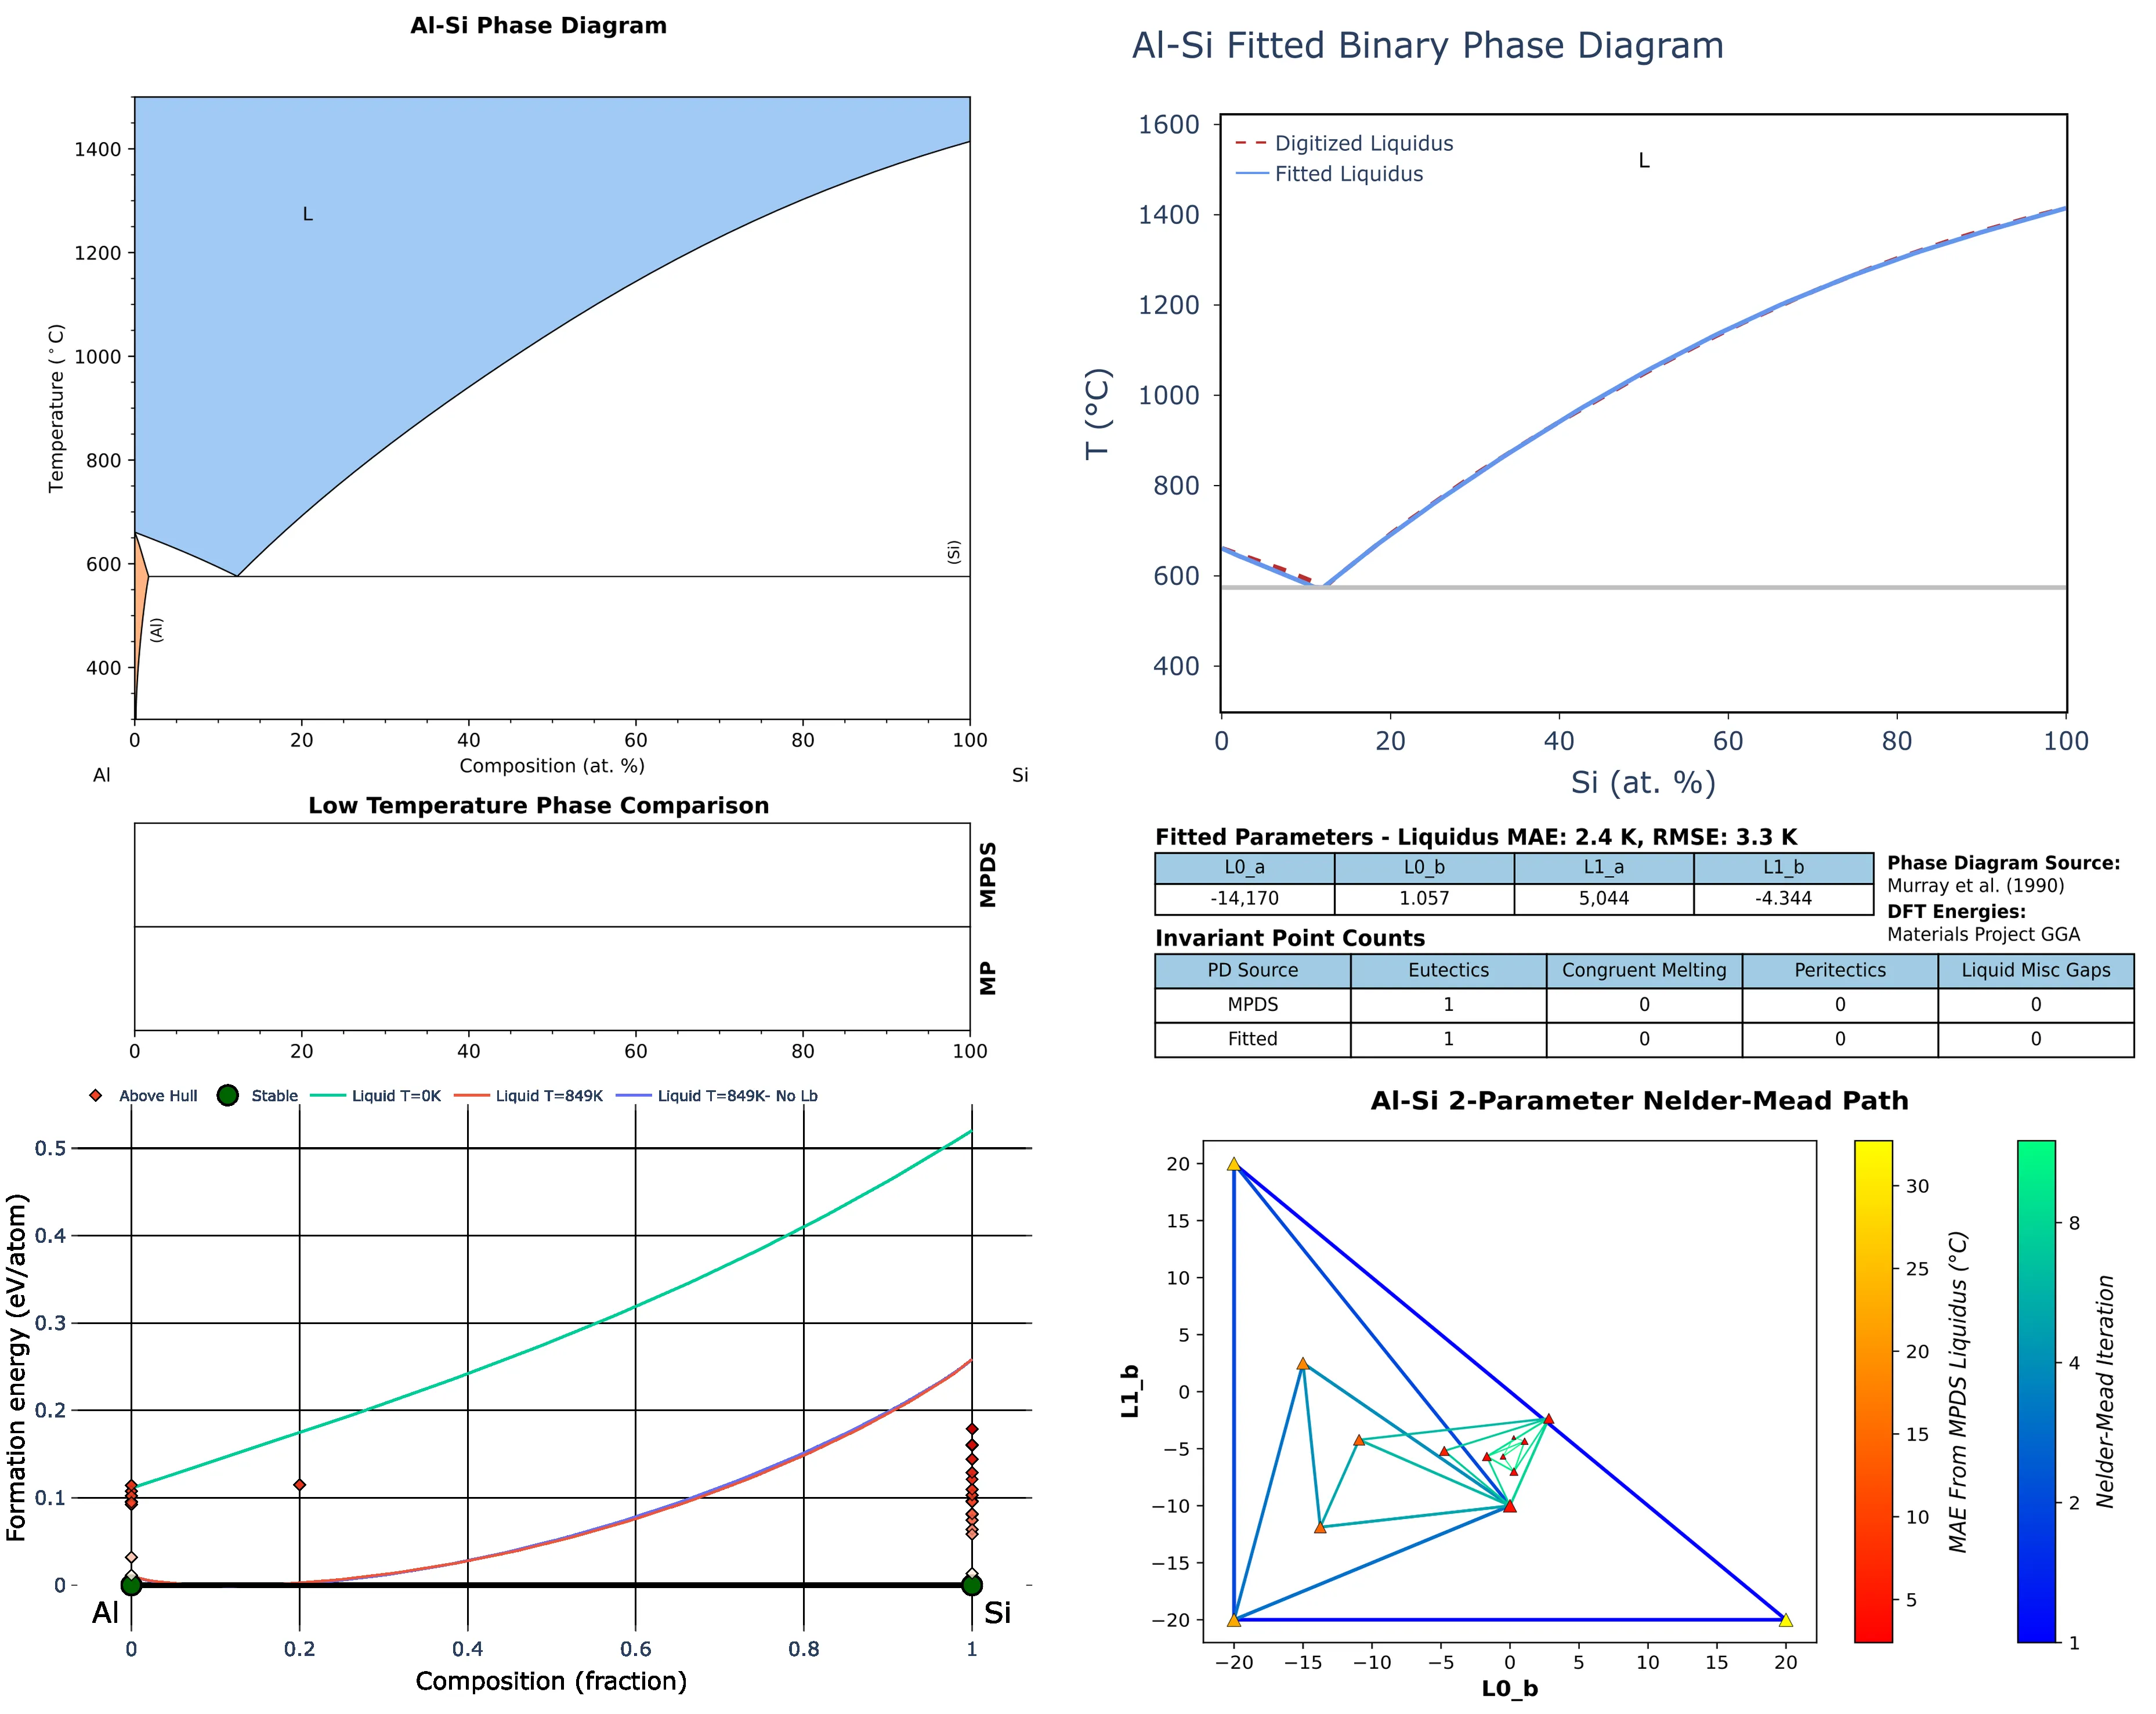 Al-Si Phase Diagram
1400
1200
1000
800
600
400
Temperature (°C)
L
(Al)
(Si)
0 20 40 60 80 100
Al Composition (at. %) Si
Low Temperature Phase Comparison
MPDS
MP
0 20 40 60 80 100
Al-Si Fitted Binary Phase Diagram
Digitized Liquidus
Fitted Liquidus
L
1600
1400
1200
1000
800
600
400
T (°C)
0 20 40 60 80 100
Si (at. %)
Fitted Parameters - Liquidus MAE: 2.4 K, RMSE: 3.3 K
L0_a L0_b L1_a L1_b
-14,170 1.057 5,044 -4.344
Phase Diagram Source:
Murray et al. (1990)
DFT Energies:
Materials Project GGA
Invariant Point Counts
PD Source Eutectics Congruent Melting Peritectics Liquid Misc Gaps
MPDS 1 0 0 0
Fitted 1 0 0 0
Above Hull Stable Liquid T=0K Liquid T=849K Liquid T=849K- No Lb
0.5
0.4
0.3
0.2
0.1
0
Formation energy (eV/atom)
Al Si
0 0.2 0.4 0.6 0.8 1
Composition (fraction)
Al-Si 2-Parameter Nelder-Mead Path
20
15
10
5
0
−5
−10
−15
−20
L1_b
−20 −15 −10 −5 0 5 10 15 20
L0_b
30
25
20
15
10
5
MAE From MPDS Liquidus (°C)
8
4
2
1
Nelder-Mead Iteration